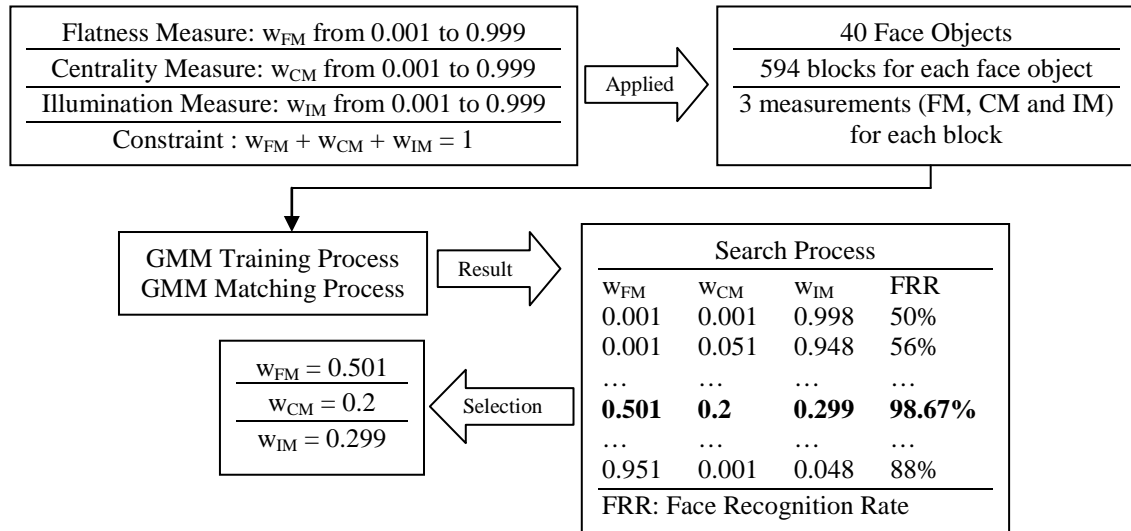 Flatness Measure: wFM from 0.001 to 0.999
Centrality Measure: wCM from 0.001 to 0.999
Illumination Measure: wIM from 0.001 to 0.999
Constraint : wFM + wCM + wIM = 1
Applied
40 Face Objects
594 blocks for each face object
3 measurements (FM, CM and IM)
for each block
GMM Training Process
GMM Matching Process
Result
Search Process
wFM wCM wIM FRR
0.001 0.001 0.998 50%
0.001 0.051 0.948 56%
… … … …
0.501 0.2 0.299 98.67%
… … … …
0.951 0.001 0.048 88%
FRR: Face Recognition Rate
Selection
wFM = 0.501
wCM = 0.2
wIM = 0.299